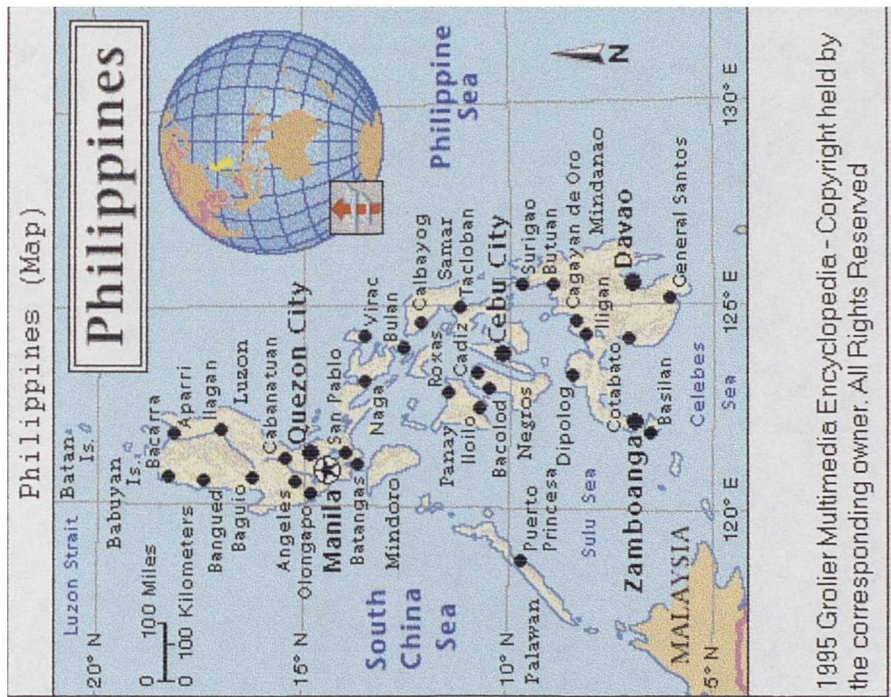 Philippines (Map)
Philippines
Luzon Strait
Batan
Is.
Babuyan
Is.
20° N
0 100 Miles
0 100 Kilometers
Bacarra
Aparri
Bangued
Ilagan
Baguio
Luzon
Cabanatuan
Angeles
Olongapo
Quezon City
15° N
Manila
San Pablo
Batangas
Naga
Virac
Mindoro
Bulan
South
China
Sea
Philippine
Sea
Calbayog
Samar
Roxas
Tacloban
Panay
Cadiz
Iloilo
Cebu City
Bacolod
10° N
Negros
Surigao
Puerto
Princesa
Butuan
Palawan
Dipolog
Cagayan de Oro
Sulu Sea
Iligan
Mindanao
Cotabato
Davao
Zamboanga
Basilan
General Santos
MALAYSIA
Celebes
Sea
N
5° N
120° E
125° E
130° E
1995 Grolier Multimedia Encyclopedia - Copyright held by
the corresponding owner. All Rights Reserved